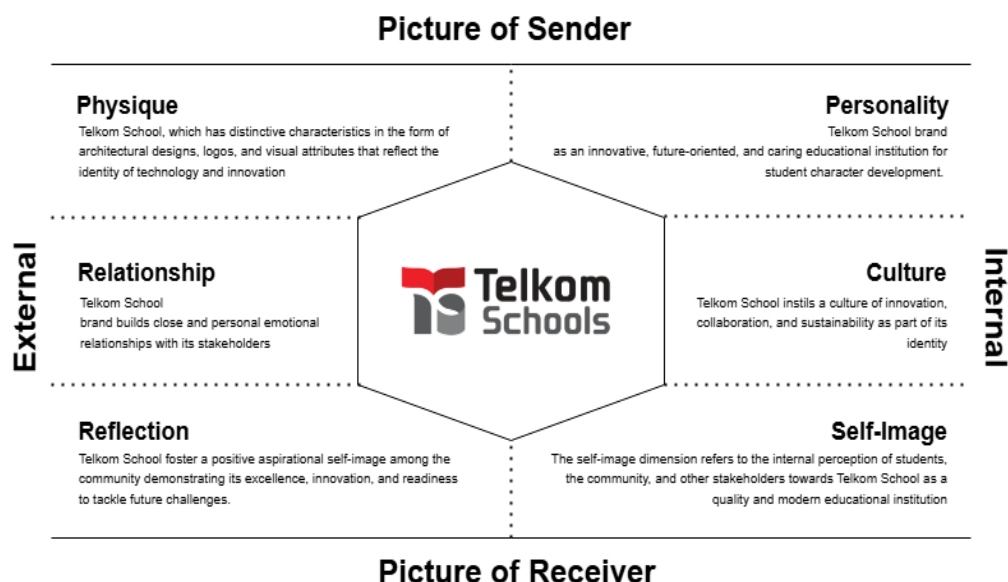 Picture of Sender
Physique
Telkom School, which has distinctive characteristics in the form of
architectural designs, logos, and visual attributes that reflect the
identity of technology and innovation
Personality
Telkom School brand
as an innovative, future-oriented, and caring educational institution for
student character development.
External
Relationship
Telkom School
brand builds close and personal emotional
relationships with its stakeholders
Telkom
Schools
Culture
Telkom School instils a culture of innovation,
collaboration, and sustainability as part of its
identity
Internal
Reflection
Telkom School foster a positive aspirational self-image among the
community demonstrating its excellence, innovation, and readiness
to tackle future challenges.
Self-Image
The self-image dimension refers to the internal perception of students,
the community, and other stakeholders towards Telkom School as a
quality and modern educational institution
Picture of Receiver